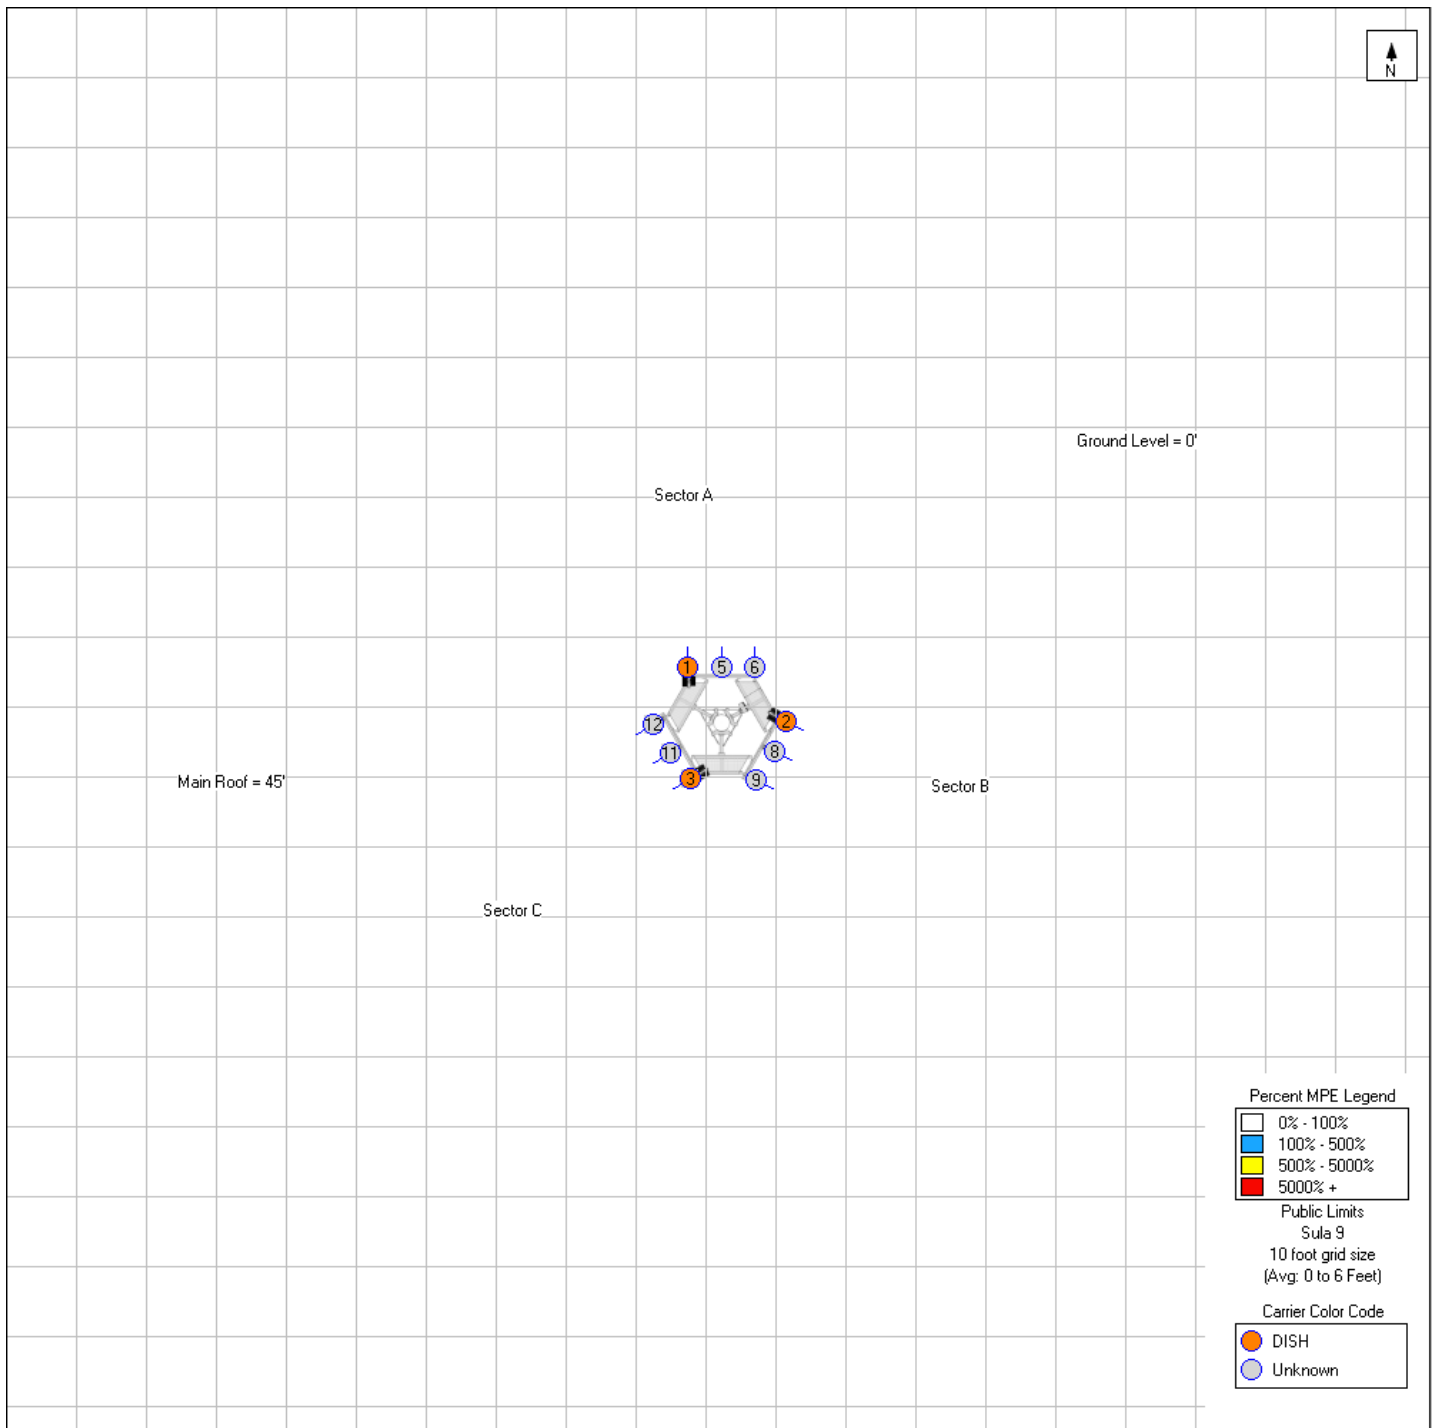 N
Ground Level = 0'
Sector A
1 5 6
12 2
11 8
3 9
Main Roof = 45'
Sector B
Sector C
Percent MPE Legend
0% - 100%
100% - 500%
500% - 5000%
5000% +
Public Limits
Sula 9
10 foot grid size
(Avg: 0 to 6 Feet)
Carrier Color Code
DISH
Unknown